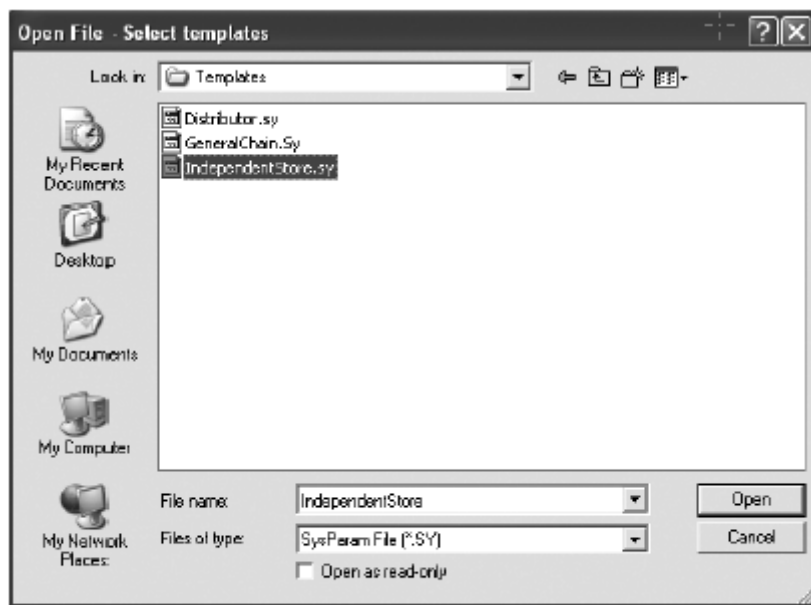 Open File - Select templates
Look in:
Templates
Distributor.sy
GeneralChain.Sy
IndependentStore.sy
My Recent
Documents
Desktop
My Documents
My Computer
My Network
Places
File name:
IndependentStore
Open
Files of type:
SysParam File (*.SY)
Cancel
Open as read-only